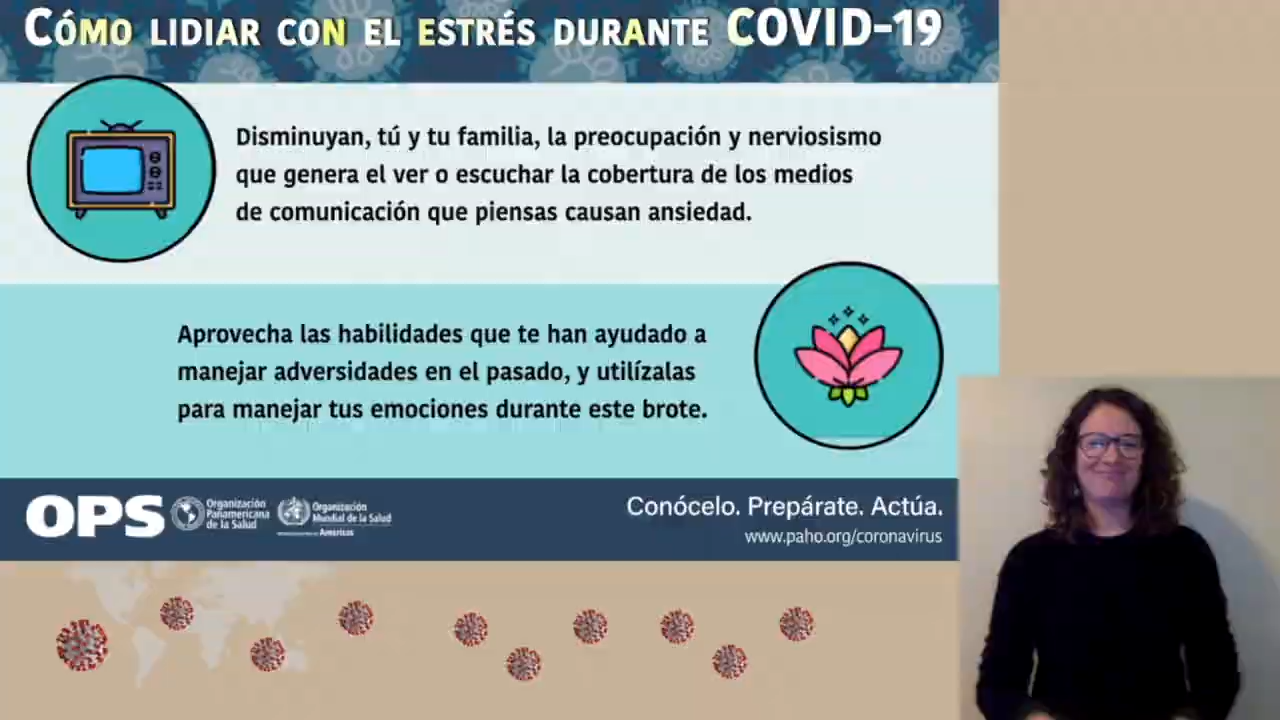 CÓMO LIDIAR CON EL ESTRÉS DURANTE COVID-19
Disminuyan, tú y tu familia, la preocupación y nerviosismo
que genera el ver o escuchar la cobertura de los medios
de comunicación que piensas causan ansiedad.
Aprovecha las habilidades que te han ayudado a
manejar adversidades en el pasado, y utilízalas
para manejar tus emociones durante este brote.
OPS
Organización
Panamericana
de la Salud
Organización
Mundial de la Salud
Américas
Conócelo. Prepárate. Actúa.
www.paho.org/coronavirus